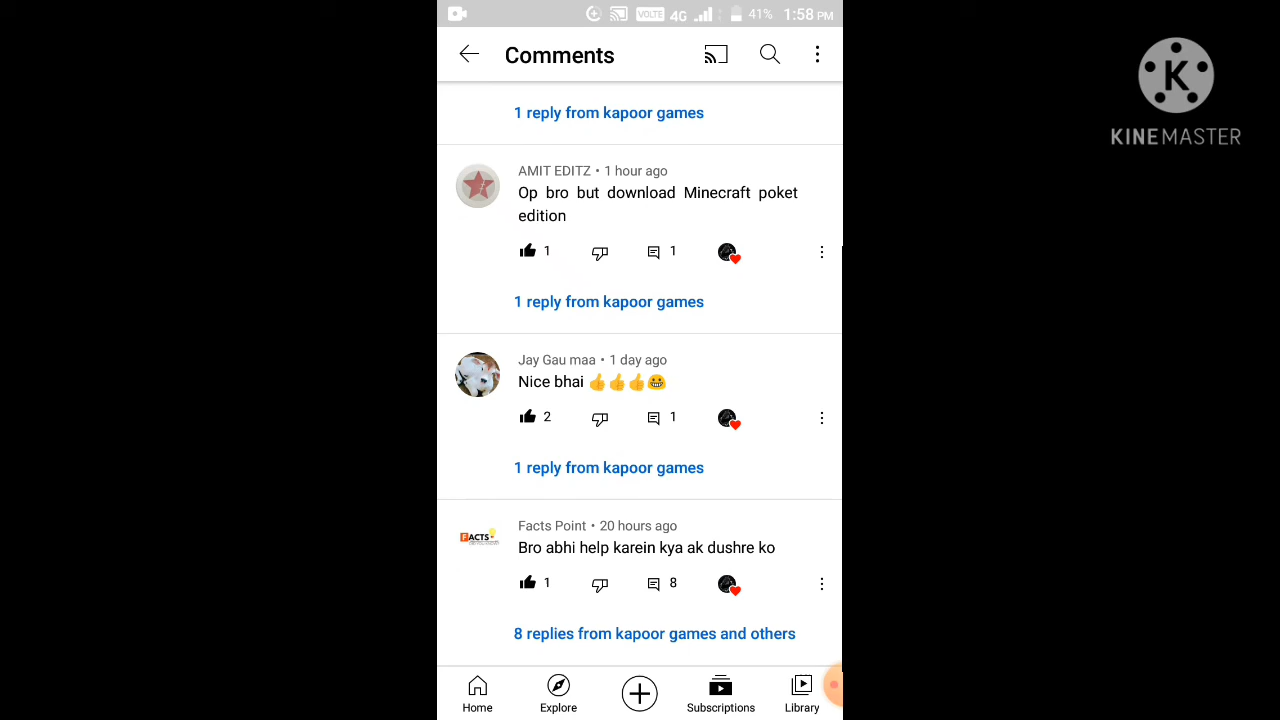 VOLTE 4G 41% 1:58 PM
Comments
K
KINEMASTER
1 reply from kapoor games
AMIT EDITZ • 1 hour ago
Op bro but download Minecraft poket
edition
1 1
1 reply from kapoor games
Jay Gau maa • 1 day ago
Nice bhai 👍👍👍😀
2 1
1 reply from kapoor games
FACTS
Facts Point • 20 hours ago
Bro abhi help karein kya ak dushre ko
1 8
8 replies from kapoor games and others
Home Explore Subscriptions Library